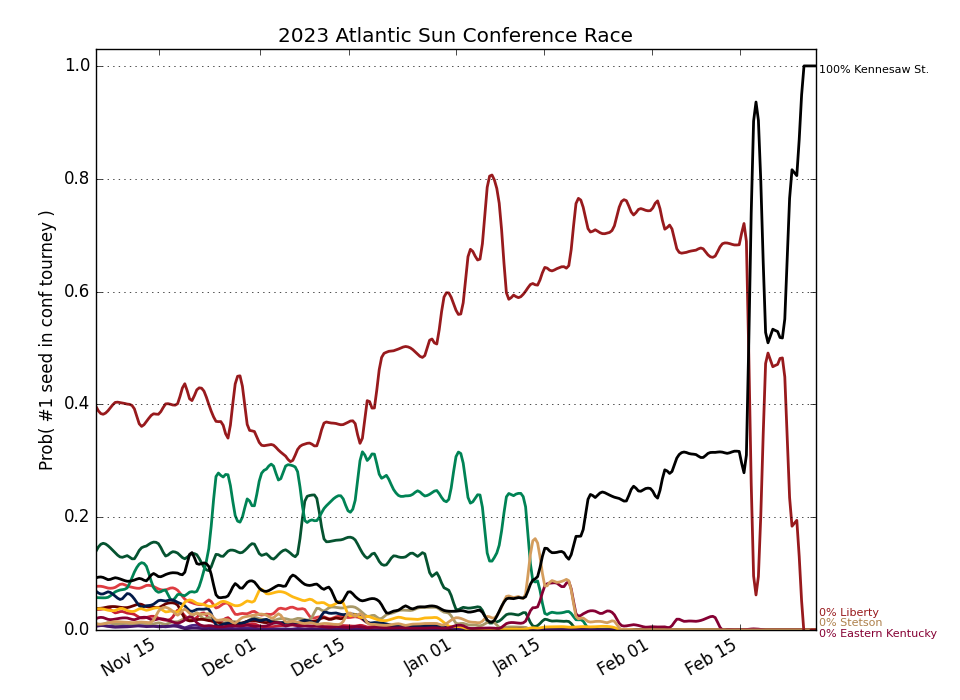 2023 Atlantic Sun Conference Race
Prob( #1 seed in conf tourney )
1.0
0.8
0.6
0.4
0.2
0.0
Nov 15
Dec 01
Dec 15
Jan 01
Jan 15
Feb 01
Feb 15
100% Kennesaw St.
0% Liberty
0% Stetson
0% Eastern Kentucky